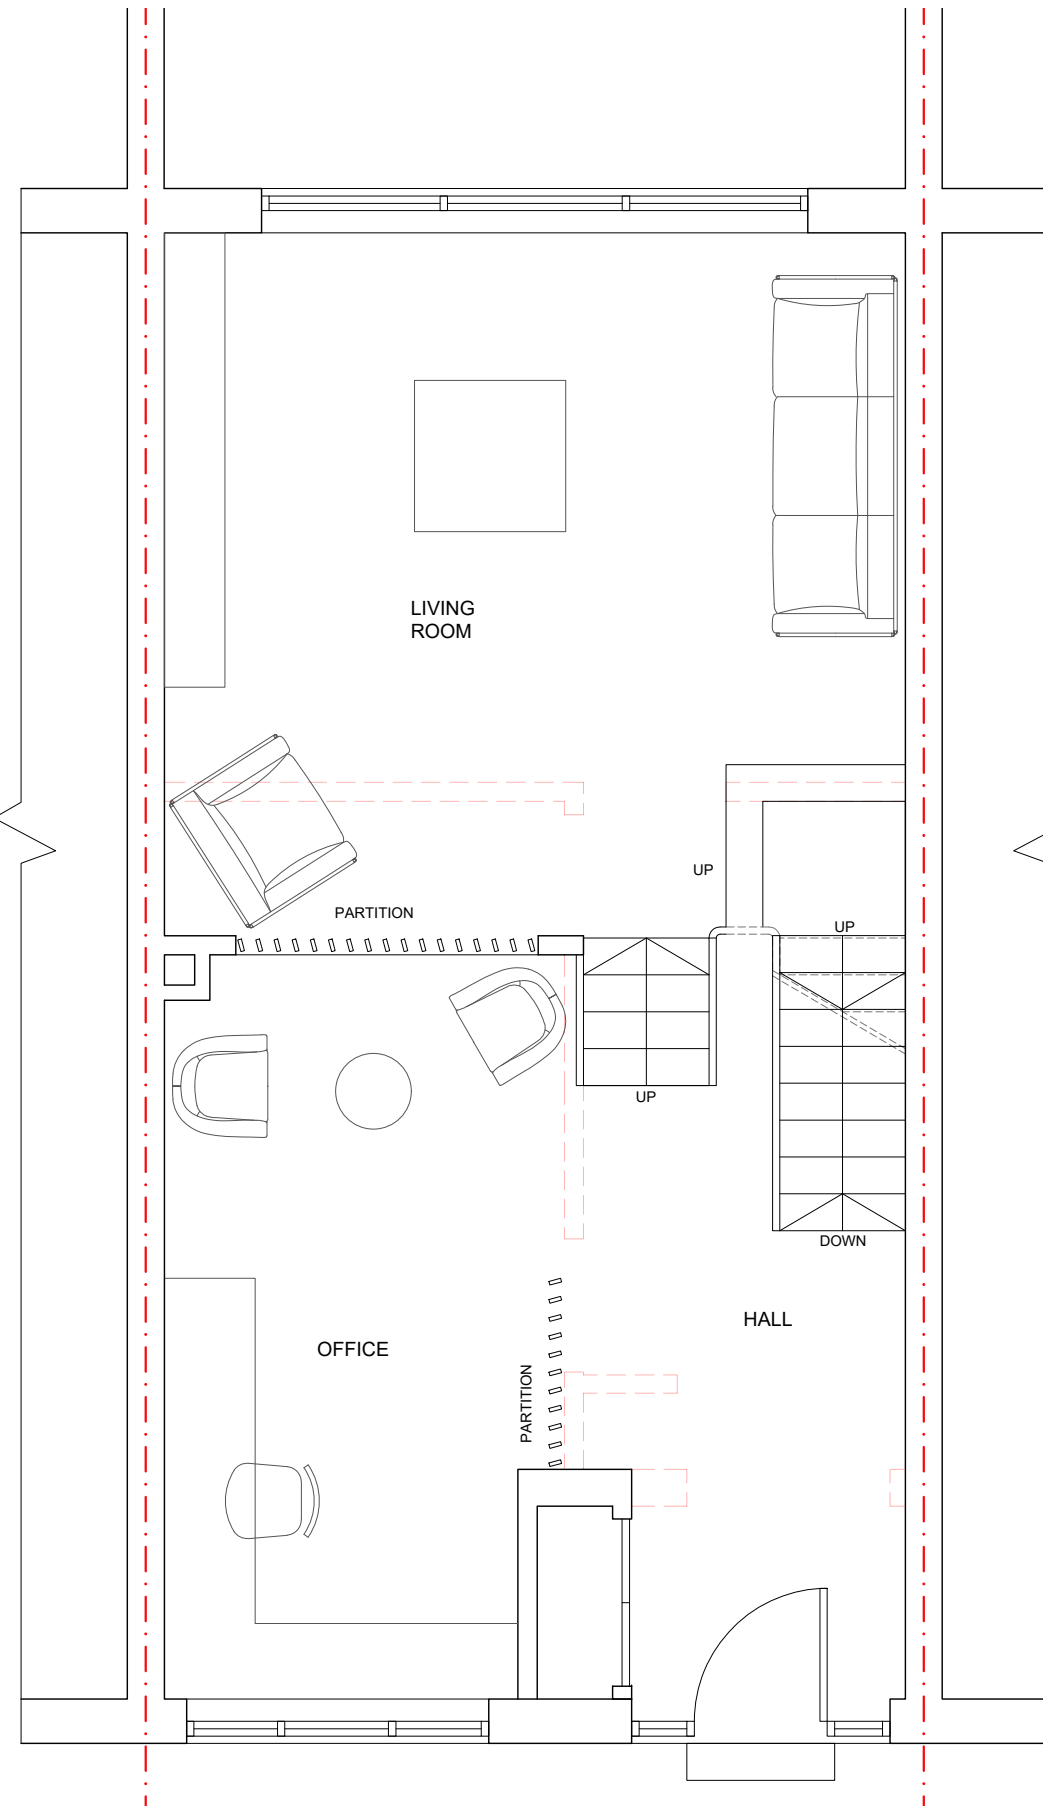 LIVING
ROOM
UP
PARTITION
UP
UP
DOWN
HALL
OFFICE
PARTITION